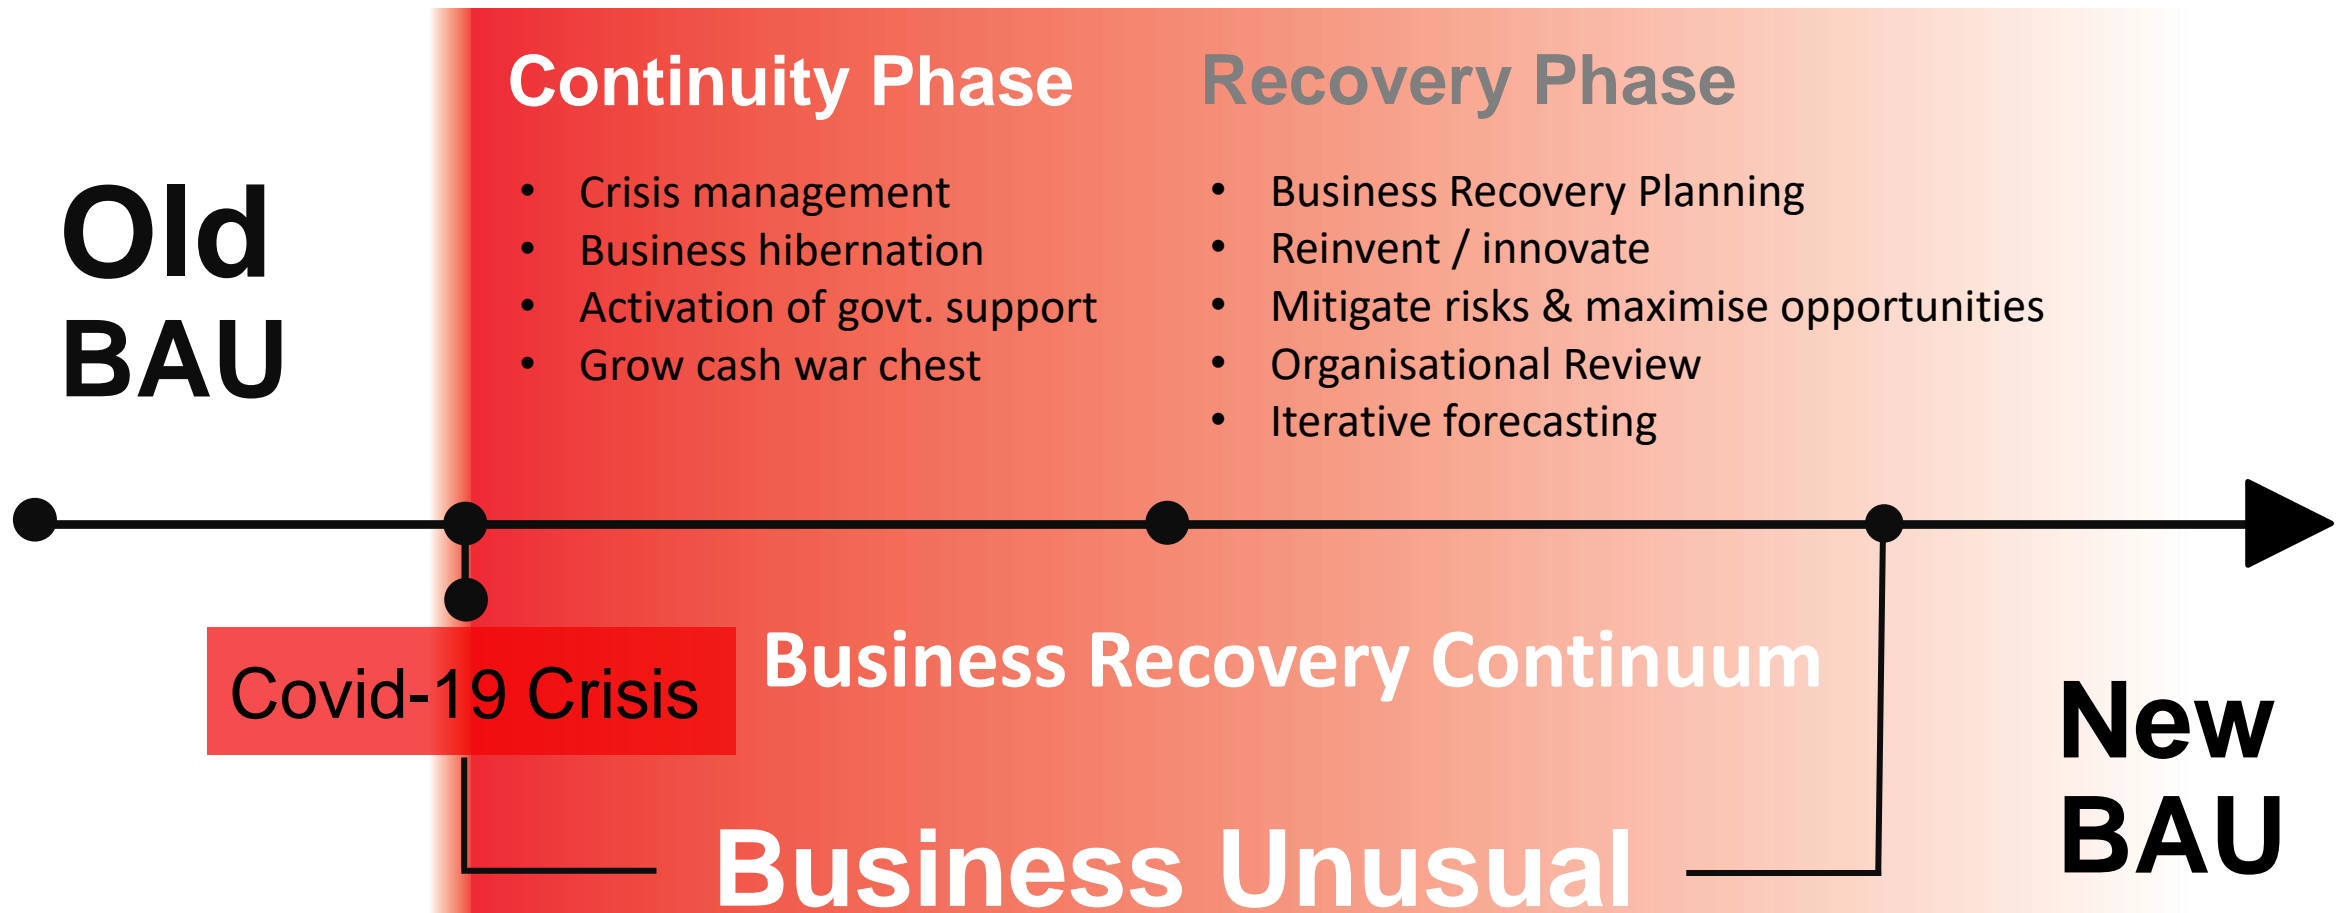 Old
BAU
Continuity Phase
• Crisis management
• Business hibernation
• Activation of govt. support
• Grow cash war chest
Recovery Phase
• Business Recovery Planning
• Reinvent / innovate
• Mitigate risks & maximise opportunities
• Organisational Review
• Iterative forecasting
Covid-19 Crisis
Business Recovery Continuum
Business Unusual
New
BAU